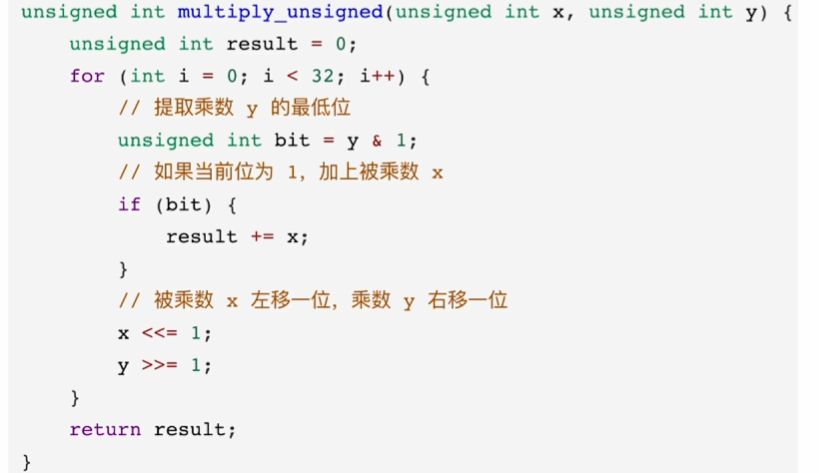 unsigned int multiply_unsigned(unsigned int x, unsigned int y) {
    unsigned int result = 0;
    for (int i = 0; i < 32; i++) {
        // 提取乘数 y 的最低位
        unsigned int bit = y & 1;
        // 如果当前位为 1，加上被乘数 x
        if (bit) {
            result += x;
        }
        // 被乘数 x 左移一位，乘数 y 右移一位
        x <<= 1;
        y >>= 1;
    }
    return result;
}